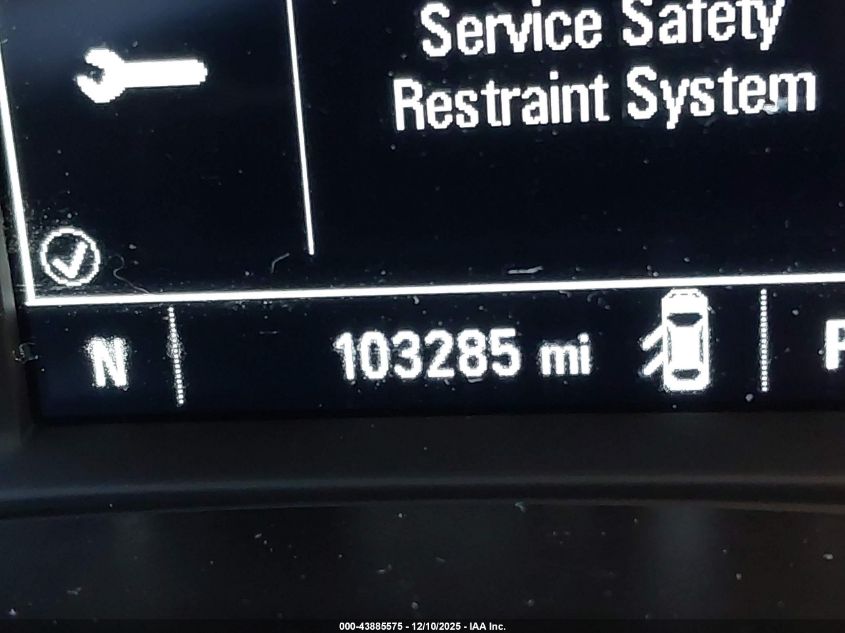 Service Safety
Restraint System
N
103285 mi
P
000-43885575 - 12/10/2025 - IAA Inc.